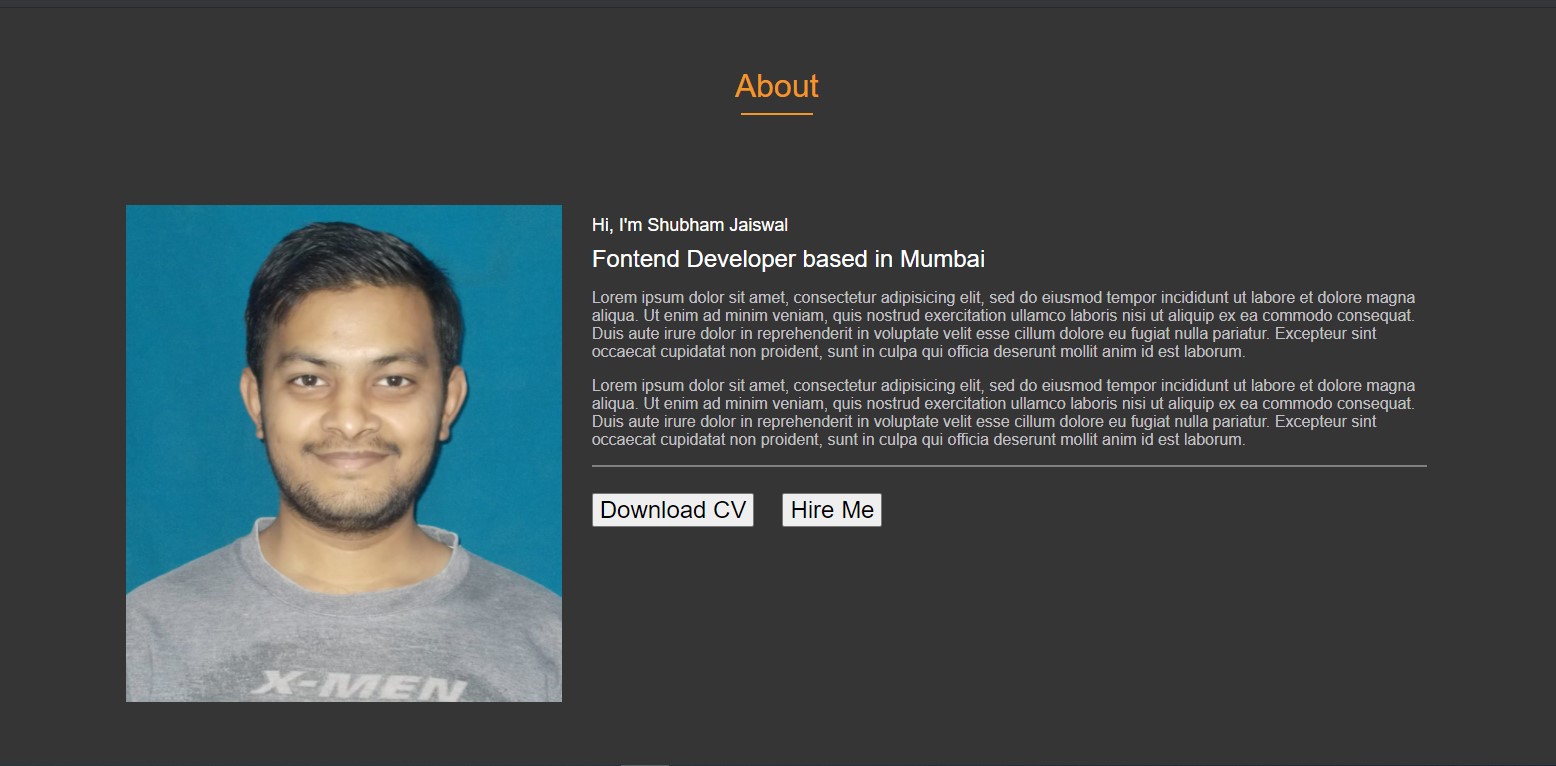 About
Hi, I'm Shubham Jaiswal
Fontend Developer based in Mumbai
Lorem ipsum dolor sit amet, consectetur adipisicing elit, sed do eiusmod tempor incididunt ut labore et dolore magna
aliqua. Ut enim ad minim veniam, quis nostrud exercitation ullamco laboris nisi ut aliquip ex ea commodo consequat.
Duis aute irure dolor in reprehenderit in voluptate velit esse cillum dolore eu fugiat nulla pariatur. Excepteur sint
occaecat cupidatat non proident, sunt in culpa qui officia deserunt mollit anim id est laborum.
Lorem ipsum dolor sit amet, consectetur adipisicing elit, sed do eiusmod tempor incididunt ut labore et dolore magna
aliqua. Ut enim ad minim veniam, quis nostrud exercitation ullamco laboris nisi ut aliquip ex ea commodo consequat.
Duis aute irure dolor in reprehenderit in voluptate velit esse cillum dolore eu fugiat nulla pariatur. Excepteur sint
occaecat cupidatat non proident, sunt in culpa qui officia deserunt mollit anim id est laborum.
Download CV Hire Me
X-MEN